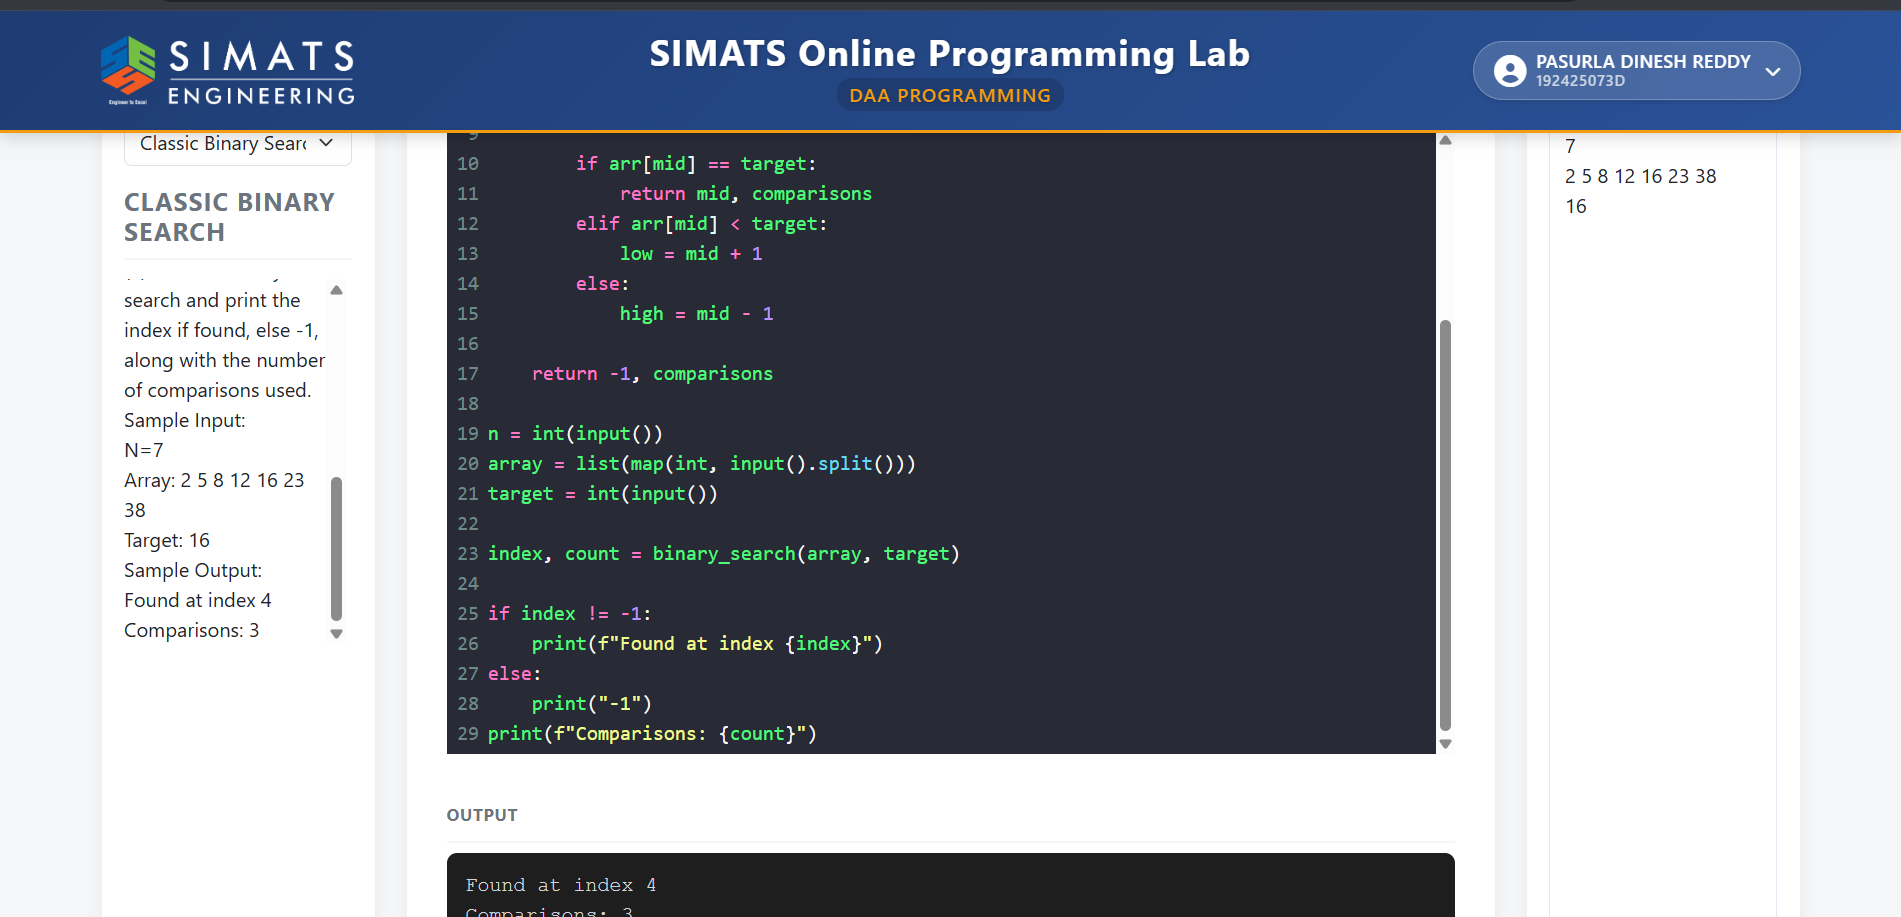 SIMATS
ENGINEERING
Engineer to Excel
SIMATS Online Programming Lab
DAA PROGRAMMING
PASURLA DINESH REDDY
192425073D
Classic Binary Sear
CLASSIC BINARY
SEARCH
search and print the
index if found, else -1,
along with the number
of comparisons used.
Sample Input:
N=7
Array: 2 5 8 12 16 23
38
Target: 16
Sample Output:
Found at index 4
Comparisons: 3
9
10         if arr[mid] == target:
11             return mid, comparisons
12         elif arr[mid] < target:
13             low = mid + 1
14         else:
15             high = mid - 1
16
17     return -1, comparisons
18
19 n = int(input())
20 array = list(map(int, input().split()))
21 target = int(input())
22
23 index, count = binary_search(array, target)
24
25 if index != -1:
26     print(f"Found at index {index}")
27 else:
28     print("-1")
29 print(f"Comparisons: {count}")
OUTPUT
Found at index 4
Comparisons: 3
7
2 5 8 12 16 23 38
16